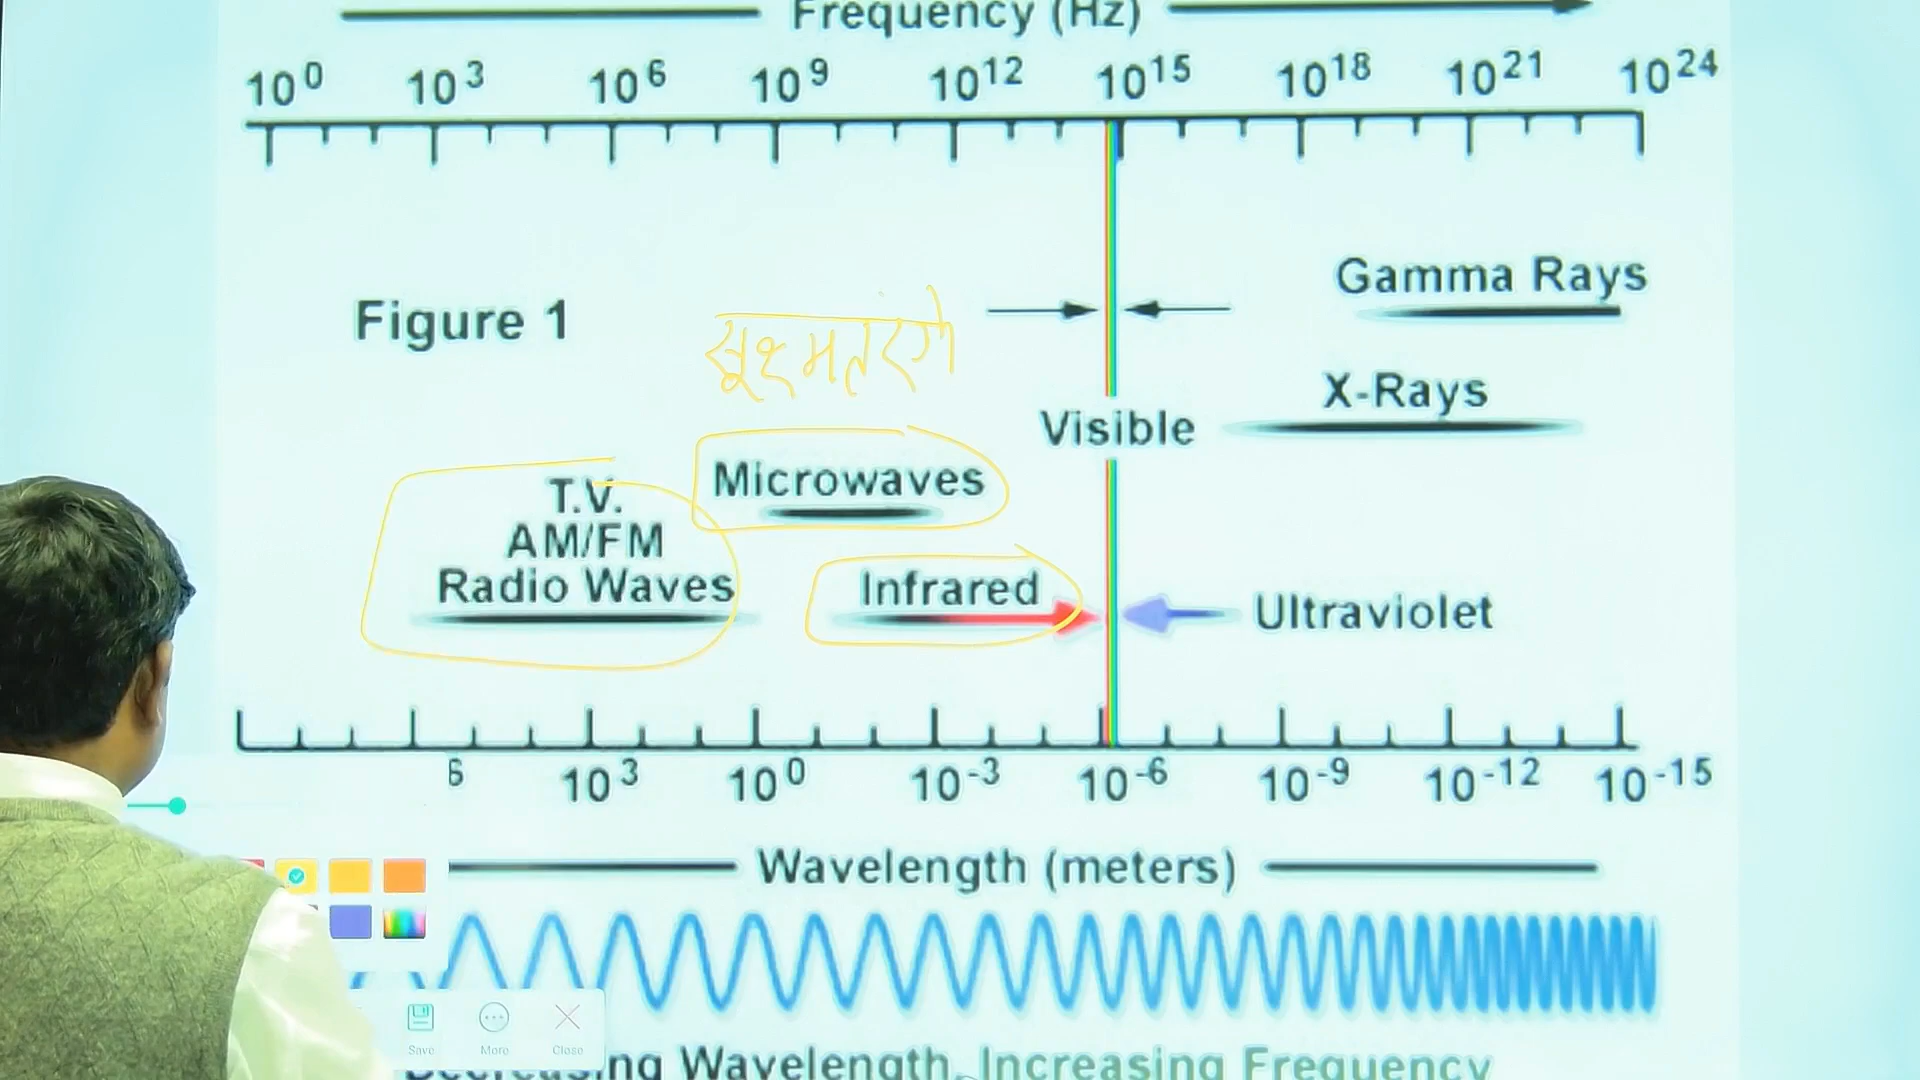 Frequency (Hz)
10⁰ 10³ 10⁶ 10⁹ 10¹² 10¹⁵ 10¹⁸ 10²¹ 10²⁴
Gamma Rays
Figure 1
सूक्ष्म तरंगे
X-Rays
Visible
Microwaves
T.V.
AM/FM
Radio Waves
Infrared
Ultraviolet
6 10³ 10⁰ 10⁻³ 10⁻⁶ 10⁻⁹ 10⁻¹² 10⁻¹⁵
Wavelength (meters)
Save More Close
Decreasing Wavelength, Increasing Frequency